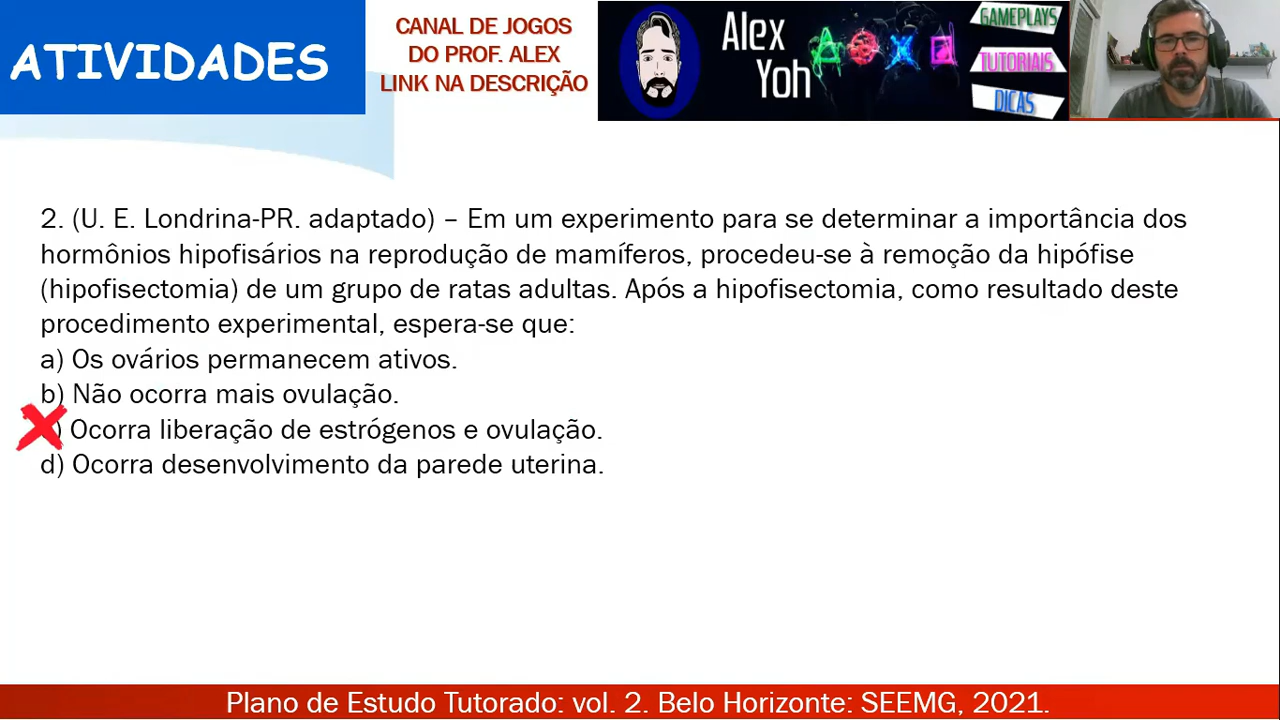 ATIVIDADES
CANAL DE JOGOS
DO PROF. ALEX
LINK NA DESCRIÇÃO
Alex
Yoh
GAMEPLAYS
TUTORIAIS
DICAS
2. (U. E. Londrina-PR. adaptado) – Em um experimento para se determinar a importância dos
hormônios hipofisários na reprodução de mamíferos, procedeu-se à remoção da hipófise
(hipofisectomia) de um grupo de ratas adultas. Após a hipofisectomia, como resultado deste
procedimento experimental, espera-se que:
a) Os ovários permanecem ativos.
b) Não ocorra mais ovulação.
) Ocorra liberação de estrógenos e ovulação.
d) Ocorra desenvolvimento da parede uterina.
Plano de Estudo Tutorado: vol. 2. Belo Horizonte: SEEMG, 2021.